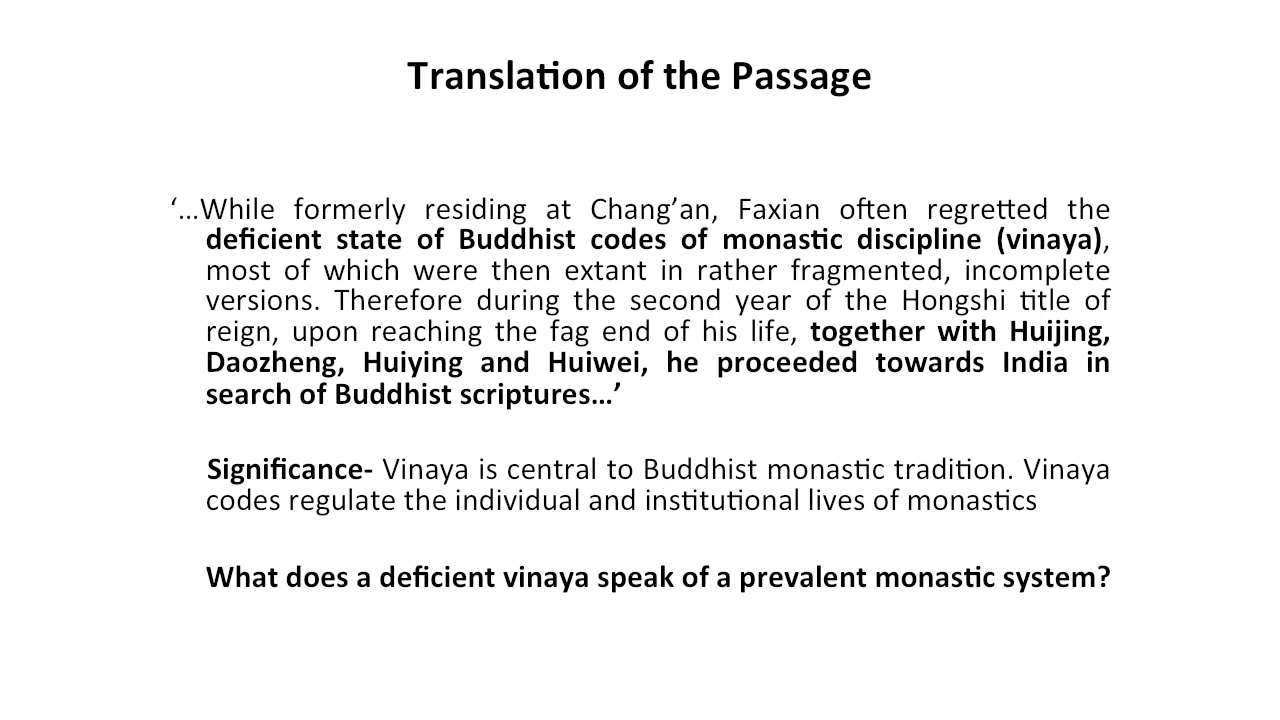 Translation of the Passage
‘…While formerly residing at Chang’an, Faxian often regretted the
deficient state of Buddhist codes of monastic discipline (vinaya),
most of which were then extant in rather fragmented, incomplete
versions. Therefore during the second year of the Hongshi title of
reign, upon reaching the fag end of his life, together with Huijing,
Daozheng, Huiying and Huiwei, he proceeded towards India in
search of Buddhist scriptures…’
Significance- Vinaya is central to Buddhist monastic tradition. Vinaya
codes regulate the individual and institutional lives of monastics
What does a deficient vinaya speak of a prevalent monastic system?